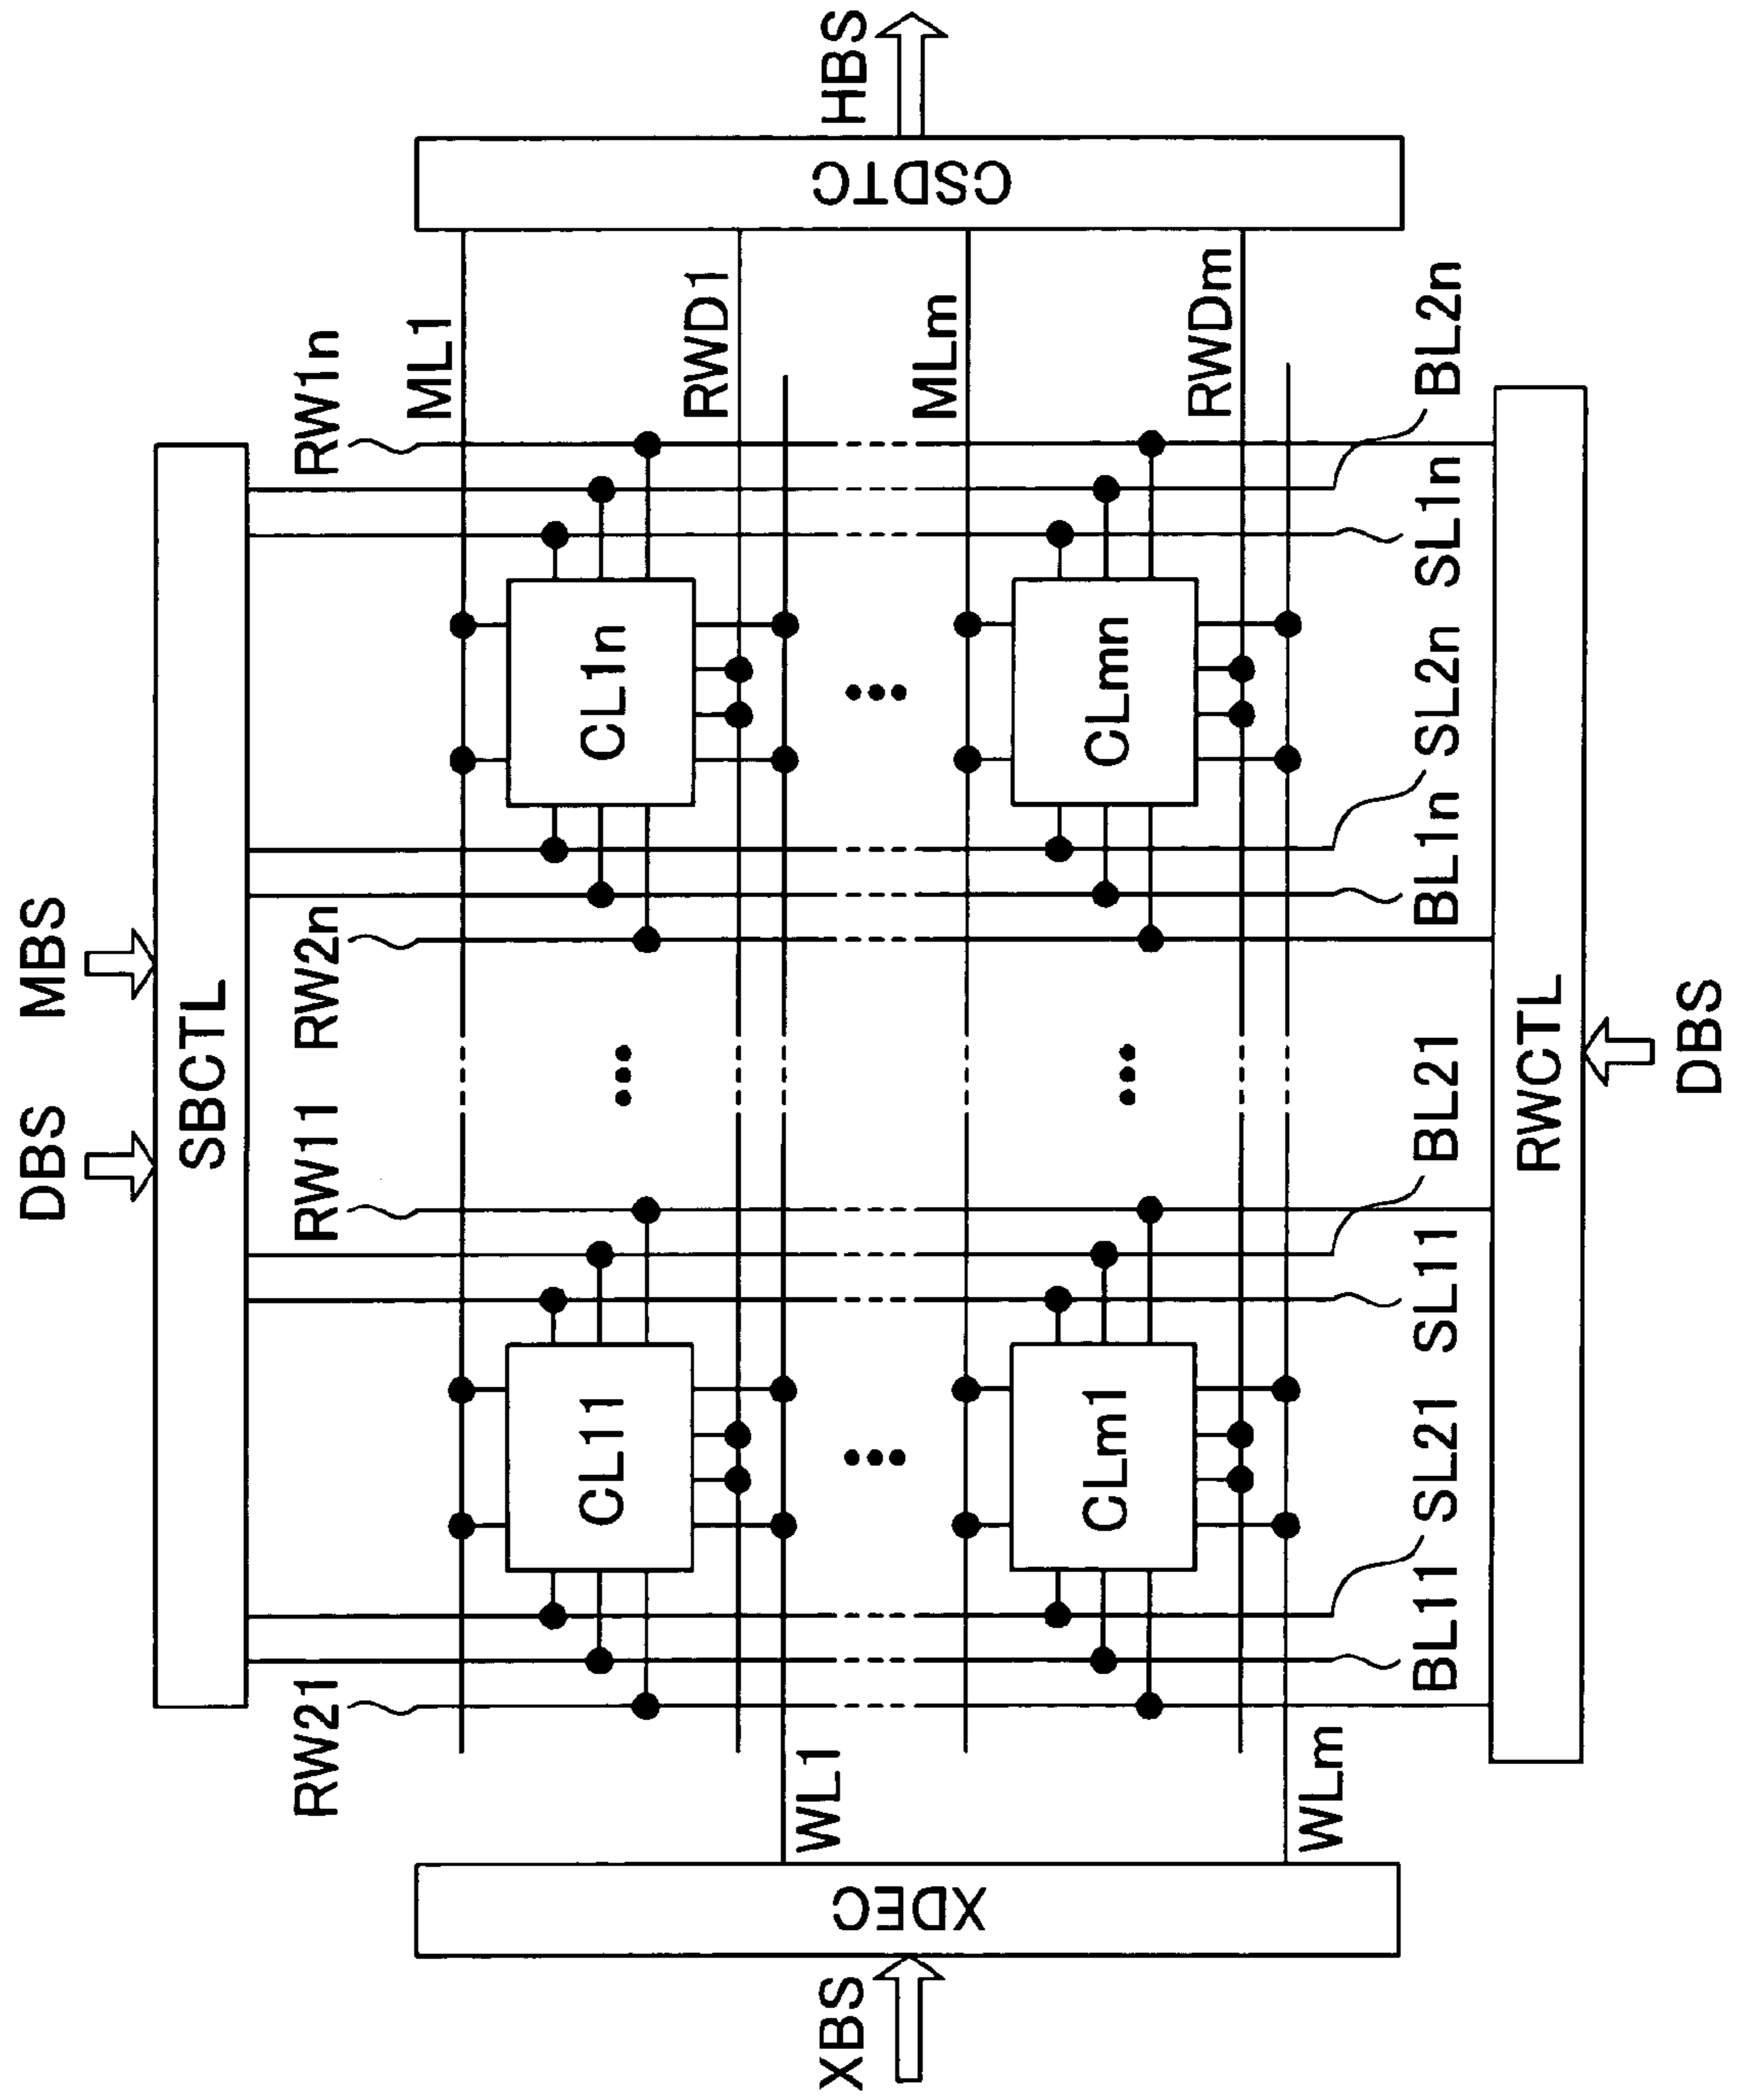 DBS
MBS
SBCTL
RW21
RW11
RW2n
RW1n
ML1
RWD1
CL11
CL1n
WL1
XBS
XDEC
CSDTC
HBS
MLm
RWDm
CLm1
CLmn
WLm
BL11
SL21
SL11
BL21
BL1n
SL2n
SL1n
BL2n
RWCTL
DBS